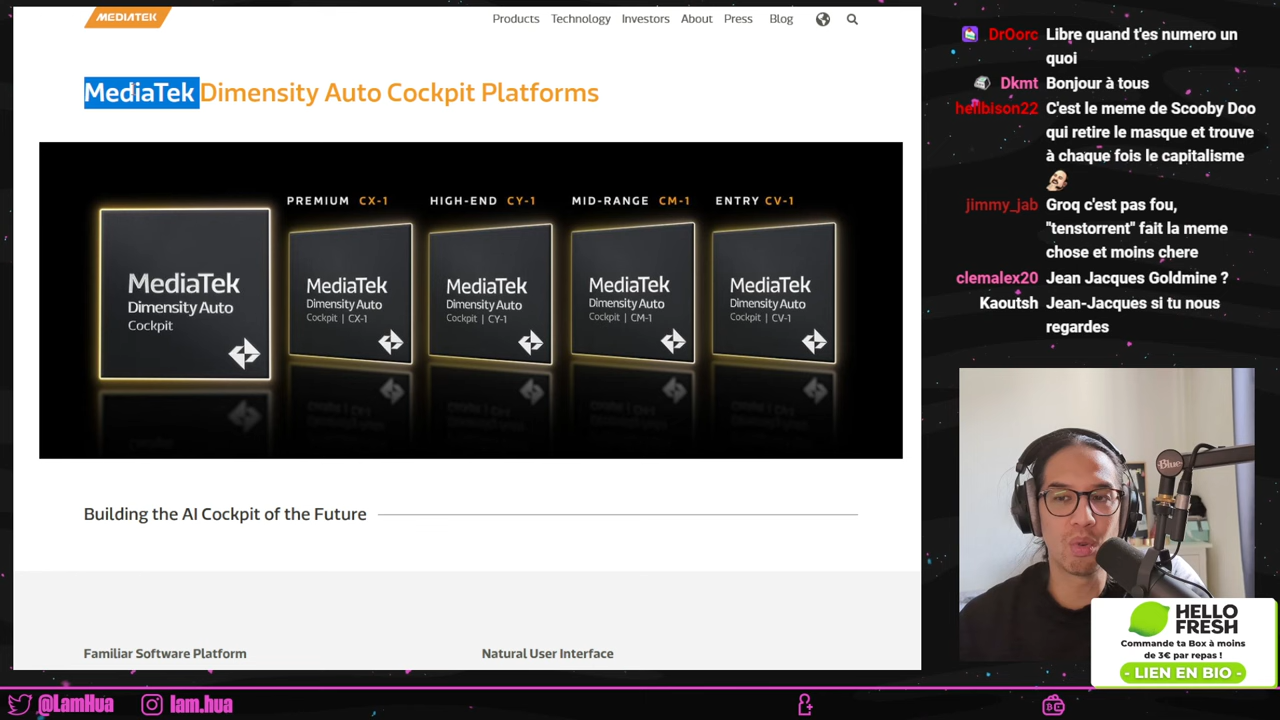 MEDIATEK
Products Technology Investors About Press Blog
MediaTek Dimensity Auto Cockpit Platforms
PREMIUM CX-1 HIGH-END CY-1 MID-RANGE CM-1 ENTRY CV-1
MediaTek
Dimensity Auto
Cockpit
MediaTek
Dimensity Auto
Cockpit | CX-1
MediaTek
Dimensity Auto
Cockpit | CY-1
MediaTek
Dimensity Auto
Cockpit | CM-1
MediaTek
Dimensity Auto
Cockpit | CV-1
Building the AI Cockpit of the Future
Familiar Software Platform
Natural User Interface
DrOorc Libre quand t'es numero un
quoi
Dkmt Bonjour à tous
hellbison22 C'est le meme de Scooby Doo
qui retire le masque et trouve
à chaque fois le capitalisme
jimmy_jab Groq c'est pas fou,
"tenstorrent" fait la meme
chose et moins chere
clemalex20 Jean Jacques Goldmine ?
Kaoutsh Jean-Jacques si tu nous
regardes
Blue
HELLO
FRESH
Commande ta Box à moins
de 3€ par repas !
- LIEN EN BIO -
@LamHua lam.hua